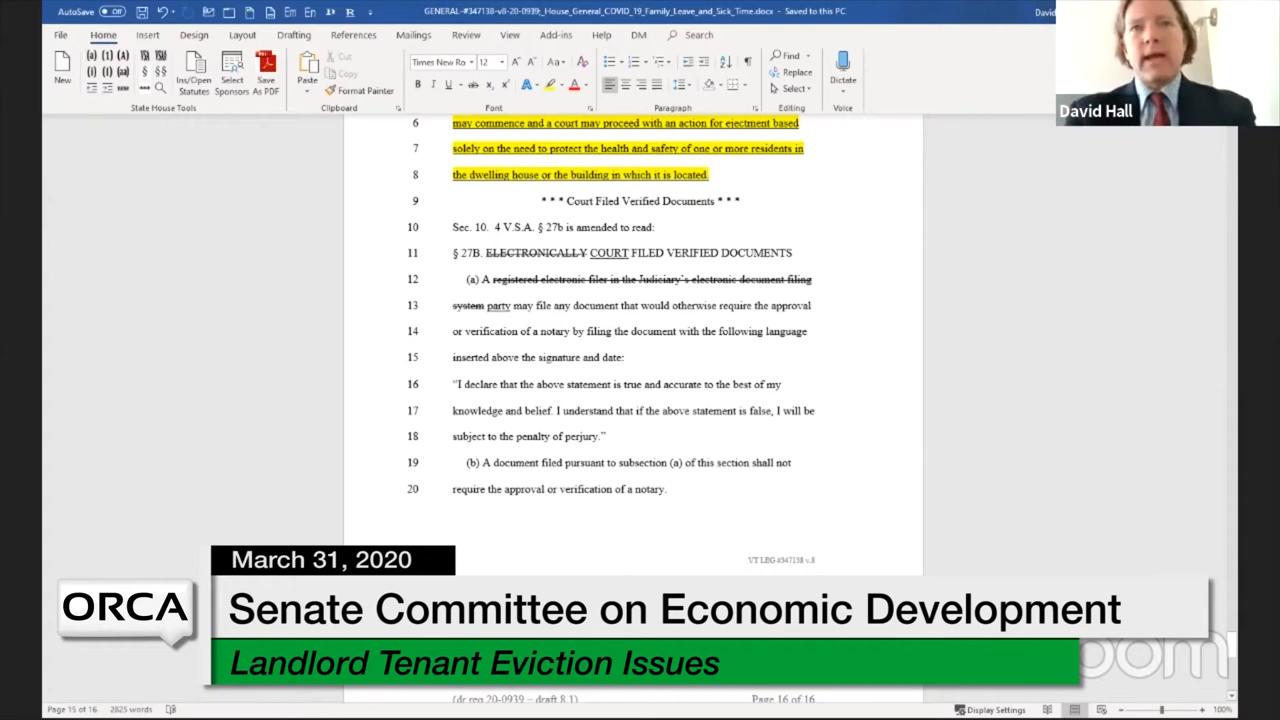 AutoSave Off
GENERAL-#347138-v8-20-0939;_House_General_COVID_19_Family_Leave_and_Sick_Time.docx - Saved to this PC
David
File Home Insert Design Layout Drafting References Mailings Review View Add-ins Help DM Search
New
Ins/Open Statutes
Select Sponsors
Save As PDF
State House Tools
Paste
Cut
Copy
Format Painter
Clipboard
Times New Ro
12
Font
Paragraph
Find
Replace
Select
Editing
Dictate
Voice
David Hall
6 may commence and a court may proceed with an action for ejectment based
7 solely on the need to protect the health and safety of one or more residents in
8 the dwelling house or the building in which it is located.
9 * * * Court Filed Verified Documents * * *
10 Sec. 10. 4 V.S.A. § 27b is amended to read:
11 § 27B. ELECTRONICALLY COURT FILED VERIFIED DOCUMENTS
12 (a) A registered electronic filer in the Judiciary's electronic document filing
13 system party may file any document that would otherwise require the approval
14 or verification of a notary by filing the document with the following language
15 inserted above the signature and date:
16 “I declare that the above statement is true and accurate to the best of my
17 knowledge and belief. I understand that if the above statement is false, I will be
18 subject to the penalty of perjury.”
19 (b) A document filed pursuant to subsection (a) of this section shall not
20 require the approval or verification of a notary.
VT LEG #347138 v.8
March 31, 2020
ORCA
Senate Committee on Economic Development
Landlord Tenant Eviction Issues
zoom
(dr req 20-0939 – draft 8.1)
Page 16 of 16
Page 15 of 16 2825 words
Display Settings
100%